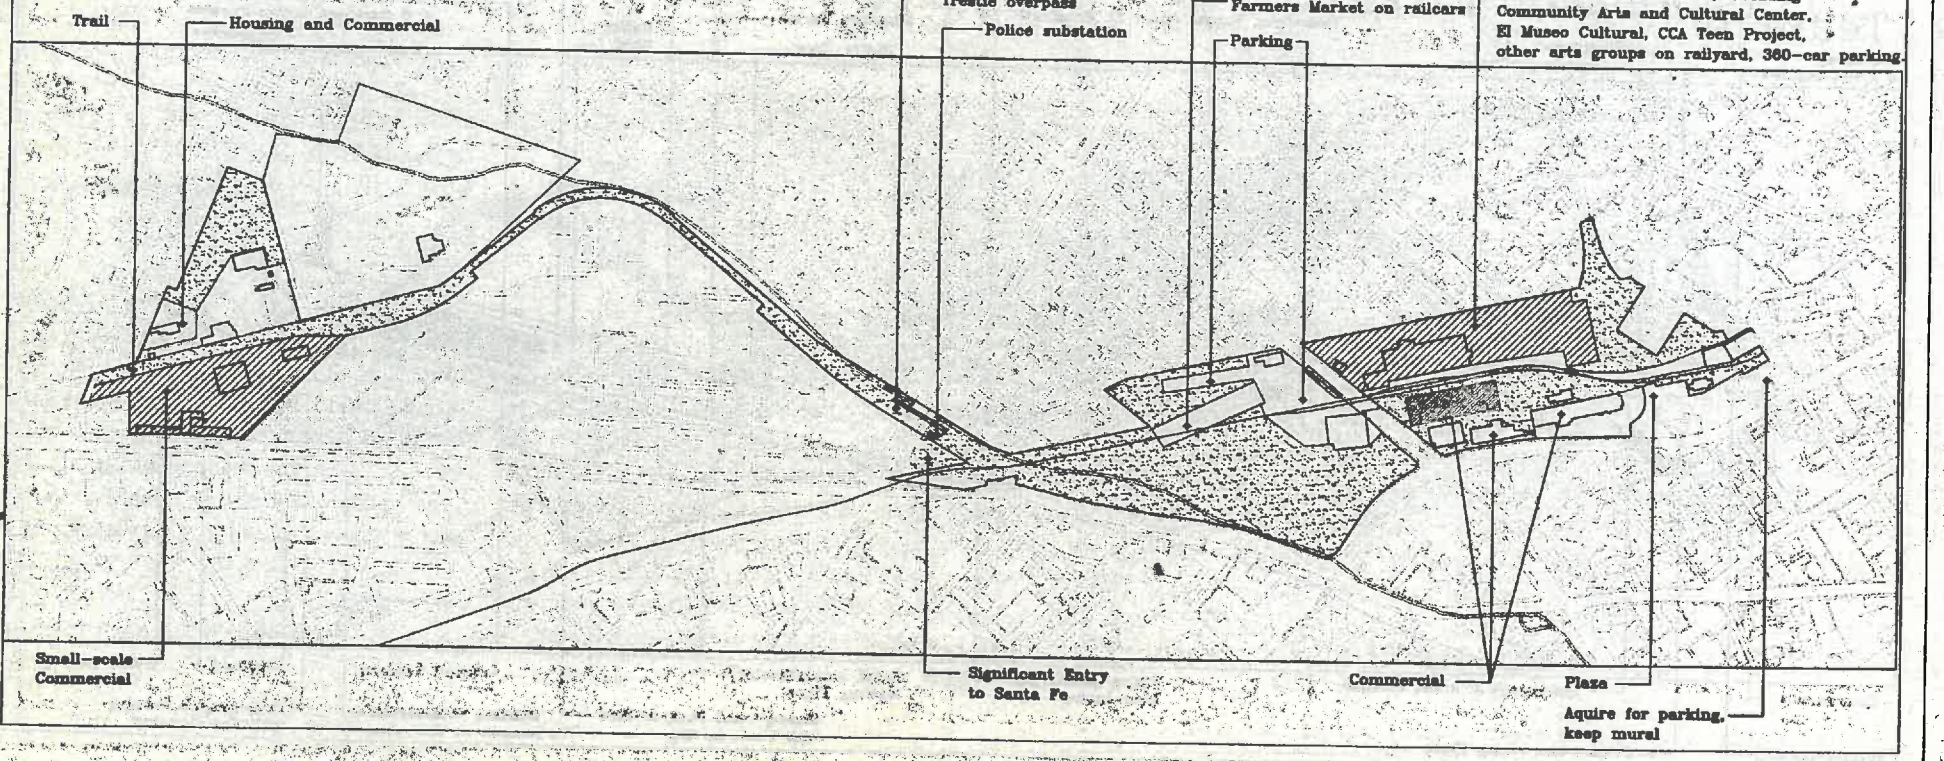 Trail
Housing and Commercial
Trestle overpass
Police substation
Farmers Market on railcars
Parking
Community Arts and Cultural Center,
El Museo Cultural, CCA Teen Project,
other arts groups on railyard, 360-car parking.
Small-scale
Commercial
Significant Entry
to Santa Fe
Commercial
Plaza
Aquire for parking,
keep mural